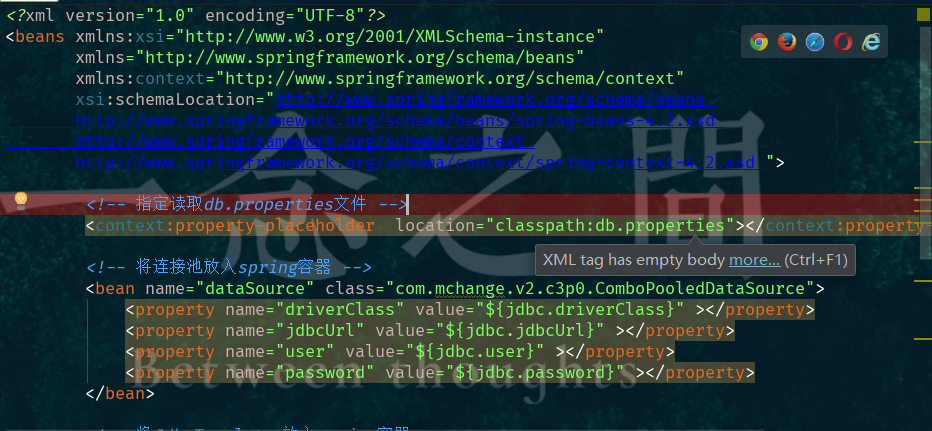 <?xml version="1.0" encoding="UTF-8"?>
<beans xmlns:xsi="http://www.w3.org/2001/XMLSchema-instance"
xmlns="http://www.springframework.org/schema/beans"
xmlns:context="http://www.springframework.org/schema/context"
xsi:schemaLocation="http://www.springframework.org/schema/beans
http://www.springframework.org/schema/beans/spring-beans-4.2.xsd
http://www.springframework.org/schema/context
http://www.springframework.org/schema/context/spring-context-4.2.xsd ">
一念之間
<!-- 指定读取db.properties文件 -->
<context:property-placeholder  location="classpath:db.properties"></context:property
XML tag has empty body more... (Ctrl+F1)
<!-- 将连接池放入spring容器 -->
<bean name="dataSource" class="com.mchange.v2.c3p0.ComboPooledDataSource">
<property name="driverClass" value="${jdbc.driverClass}" ></property>
<property name="jdbcUrl" value="${jdbc.jdbcUrl}" ></property>
<property name="user" value="${jdbc.user}" ></property>
<property name="password" value="${jdbc.password}" ></property>
Between thoughts
</bean>